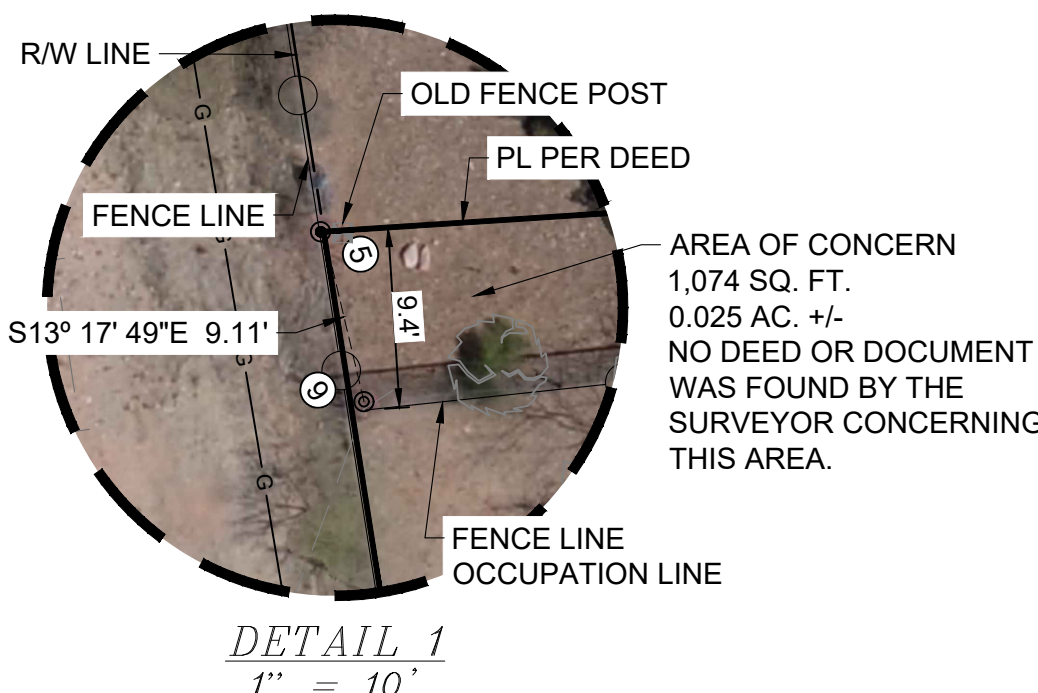 R/W LINE
OLD FENCE POST
PL PER DEED
FENCE LINE
G
G
G
G
5
9.4'
AREA OF CONCERN
1,074 SQ. FT.
0.025 AC. +/-
NO DEED OR DOCUMENT
WAS FOUND BY THE
SURVEYOR CONCERNING
THIS AREA.
S13º 17' 49"E 9.11'
9
FENCE LINE
OCCUPATION LINE
DETAIL 1
1" = 10'